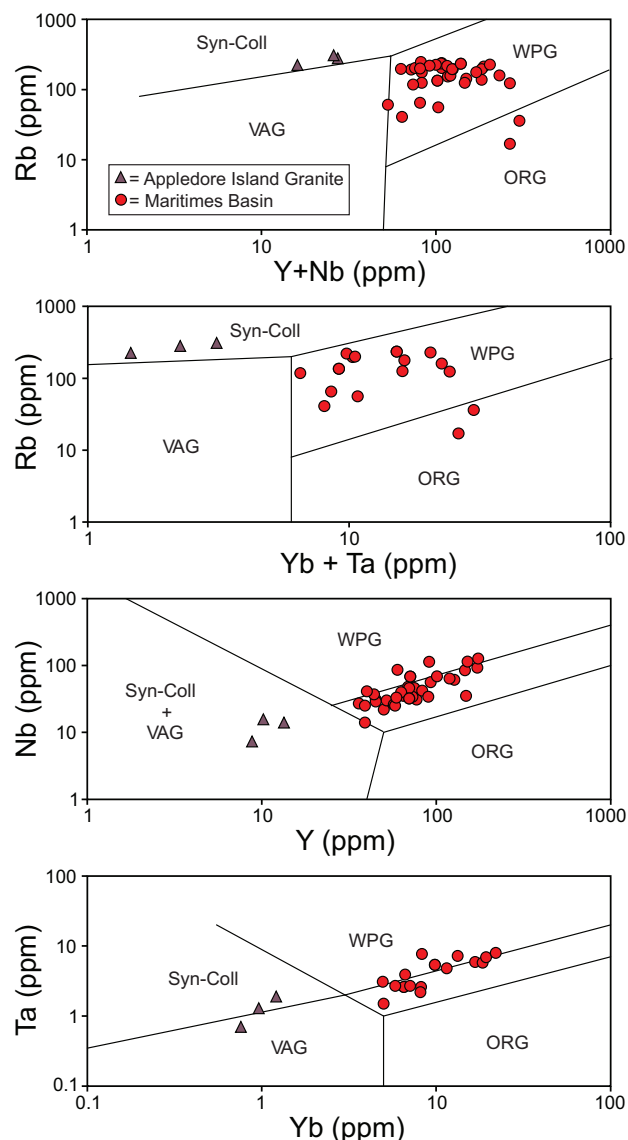 1000
Syn-Coll
WPG
100
Rb (ppm)
VAG
10
▲= Appledore Island Granite
●= Maritimes Basin
ORG
1
1 10 100 1000
Y+Nb (ppm)
1000
Syn-Coll
WPG
100
Rb (ppm)
VAG
10
ORG
1
1 10 100
Yb + Ta (ppm)
1000
WPG
100
Nb (ppm)
Syn-Coll
+
VAG
10
ORG
1
1 10 100 1000
Y (ppm)
100
WPG
10
Syn-Coll
Ta (ppm)
1
VAG
ORG
0.1
0.1 1 10 100
Yb (ppm)